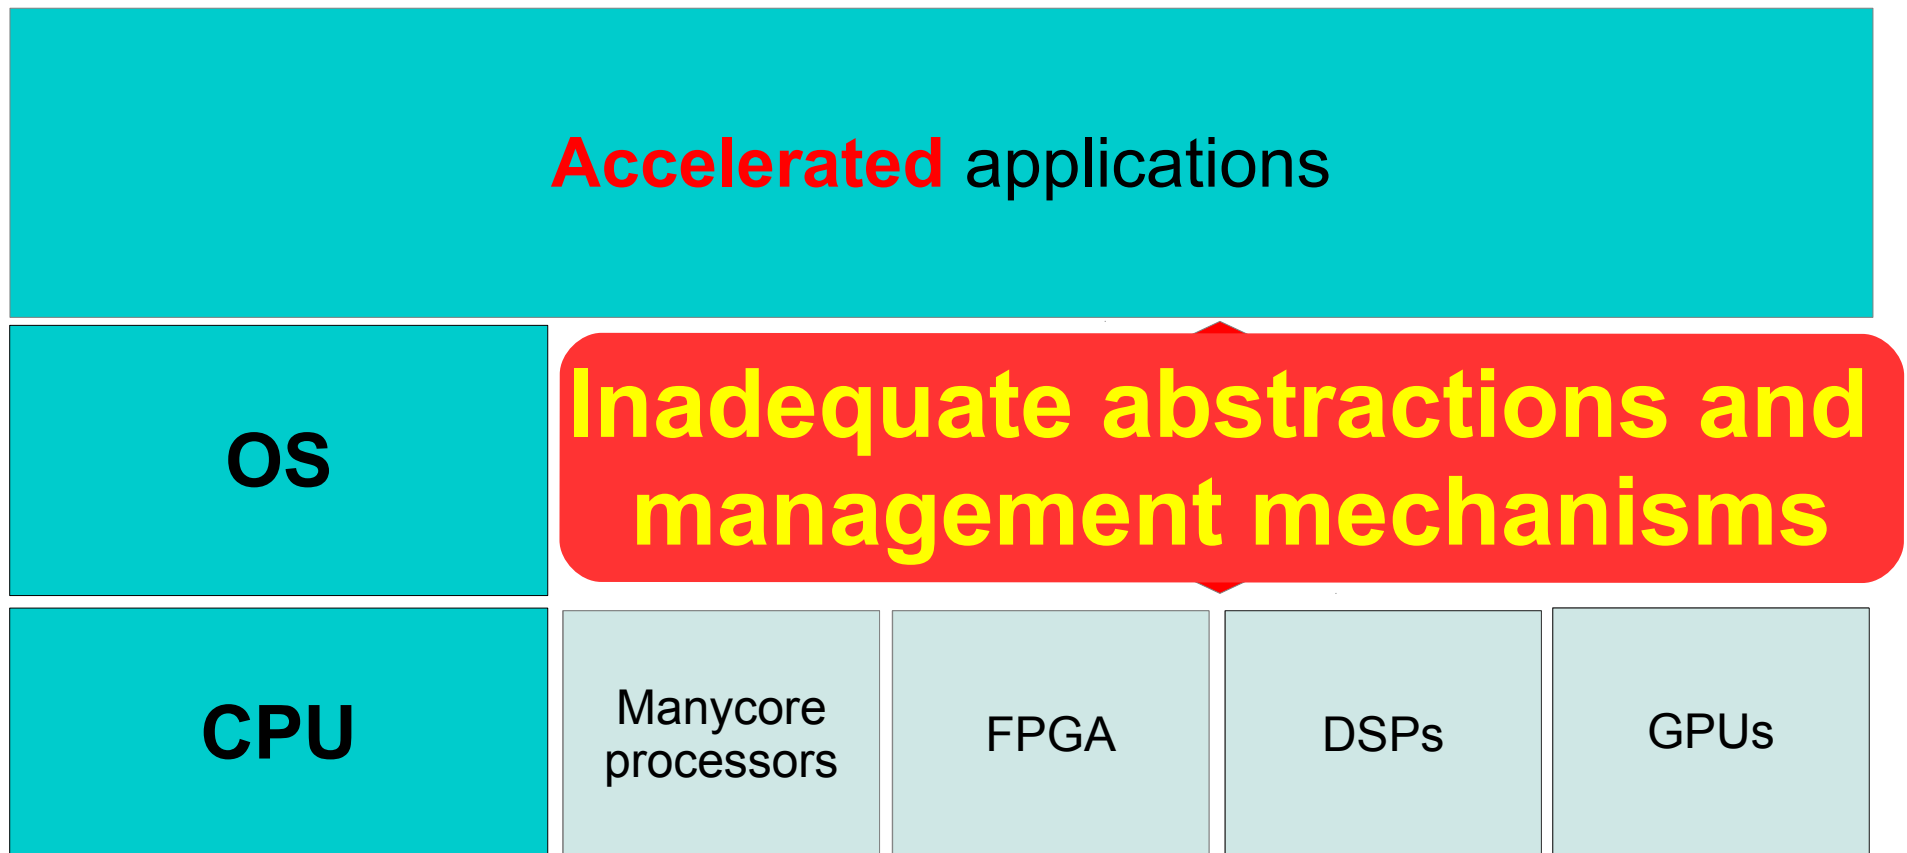 Accelerated applications
OS
Inadequate abstractions and
management mechanisms
CPU
Manycore
processors
FPGA
DSPs
GPUs